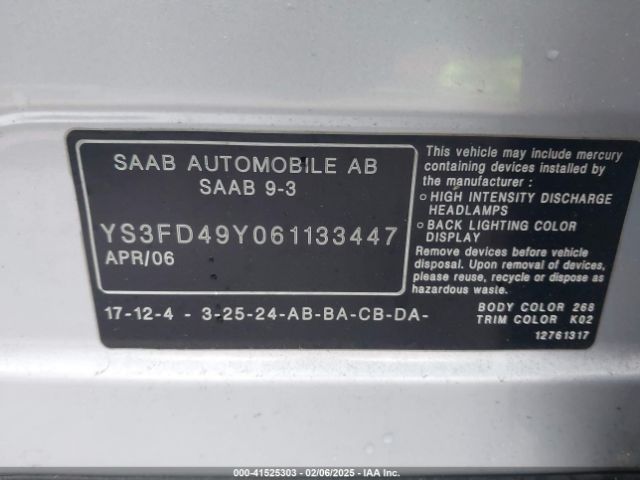 SAAB AUTOMOBILE AB
SAAB 9-3
YS3FD49Y061133447
APR/06
17-12-4 - 3-25-24-AB-BA-CB-DA-
This vehicle may include mercury
containing devices installed by
the manufacturer :
○ HIGH INTENSITY DISCHARGE
HEADLAMPS
○ BACK LIGHTING COLOR
DISPLAY
Remove devices before vehicle
disposal. Upon removal of devices,
please reuse, recycle or dispose as
hazardous waste.
BODY COLOR 268
TRIM COLOR K02
12761317
000-41525303 - 02/06/2025 - IAAI.com